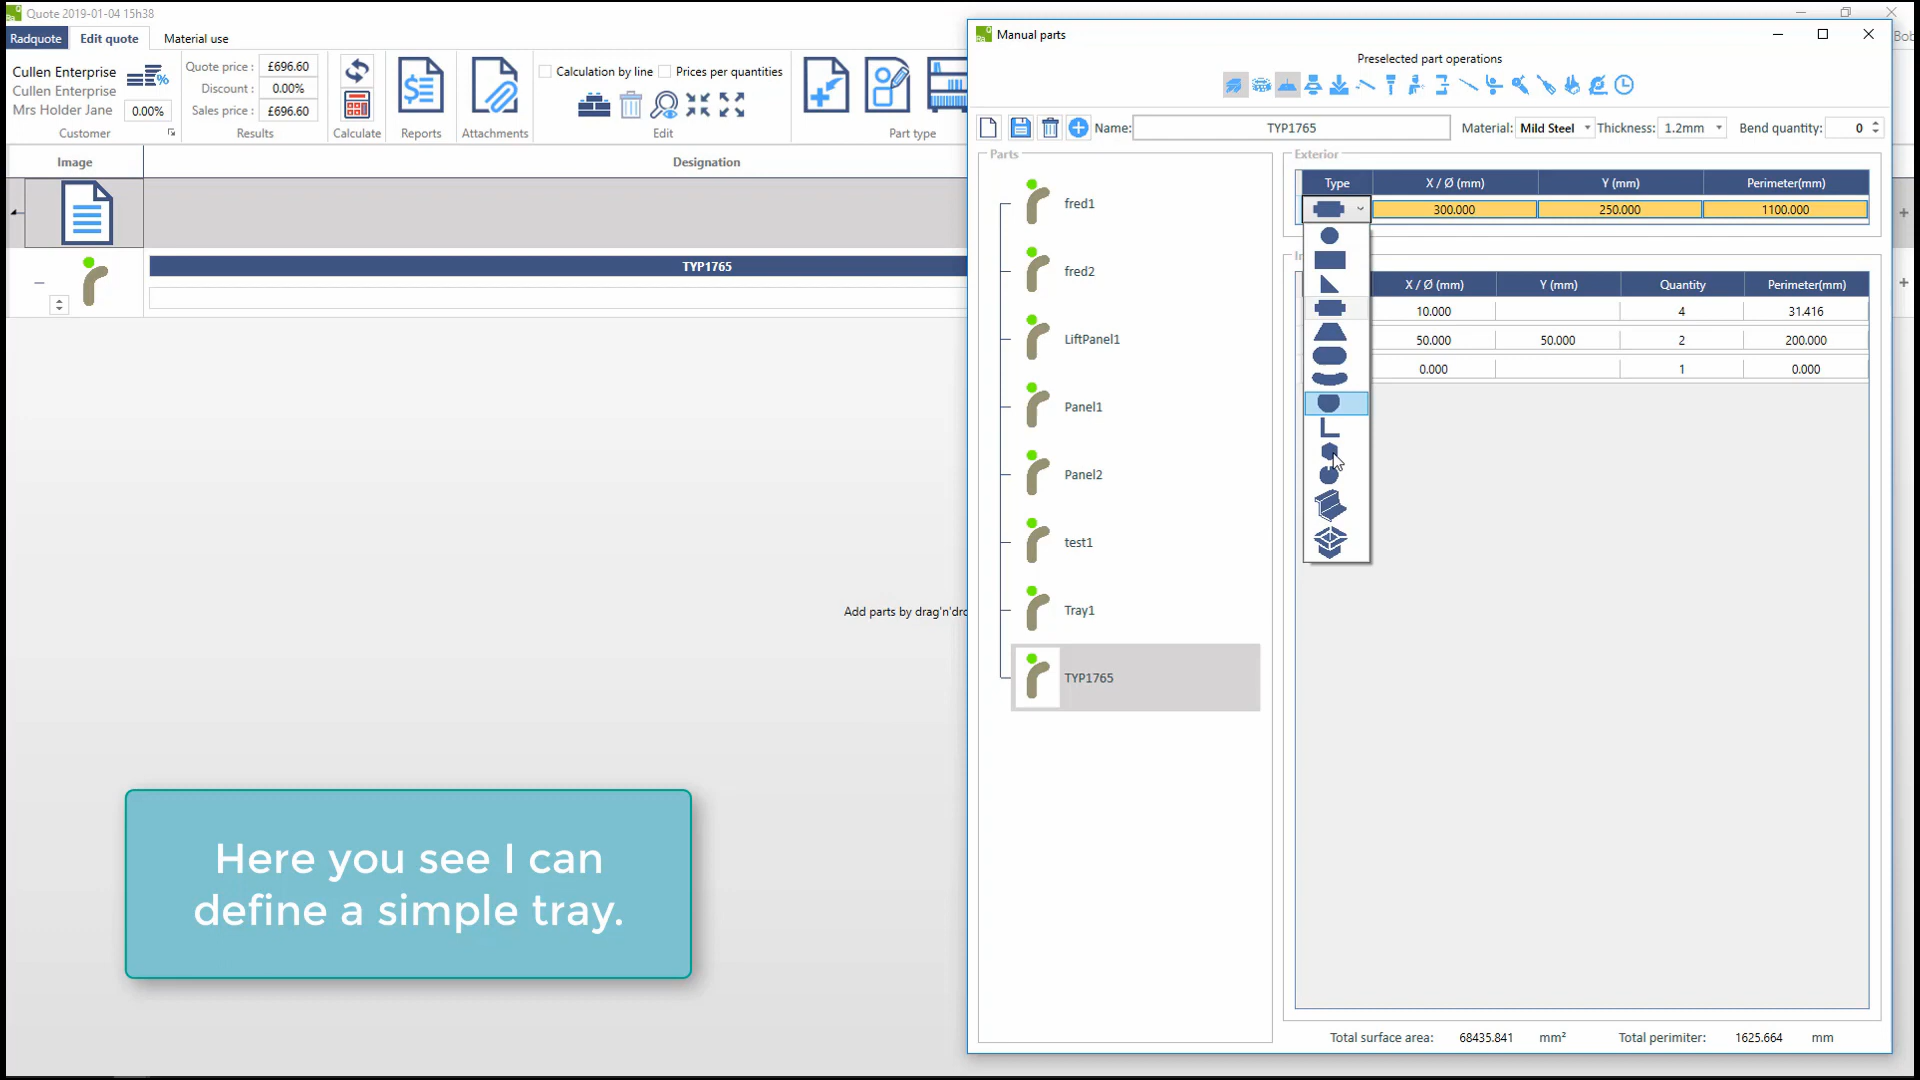 Quote 2019-01-04 15h38
Radquote
Edit quote
Material use
Cullen Enterprise
Cullen Enterprise
Mrs Holder Jane
0.00%
Customer
Quote price : £696.60
Discount : 0.00%
Sales price : £696.60
Results
Calculate
Reports
Attachments
Calculation by line
Prices per quantities
Edit
Part type
Image
Designation
TYP1765
Add parts by drag'n'dro
Here you see I can
define a simple tray.
Manual parts
Preselected part operations
Name: TYP1765
Material: Mild Steel
Thickness: 1.2mm
Bend quantity: 0
Parts
fred1
fred2
LiftPanel1
Panel1
Panel2
test1
Tray1
TYP1765
Exterior
Type X / Ø (mm) Y (mm) Perimeter(mm)
300.000 250.000 1100.000
X / Ø (mm) Y (mm) Quantity Perimeter(mm)
10.000 4 31.416
50.000 50.000 2 200.000
0.000 1 0.000
Total surface area: 68435.841 mm²
Total perimiter: 1625.664 mm